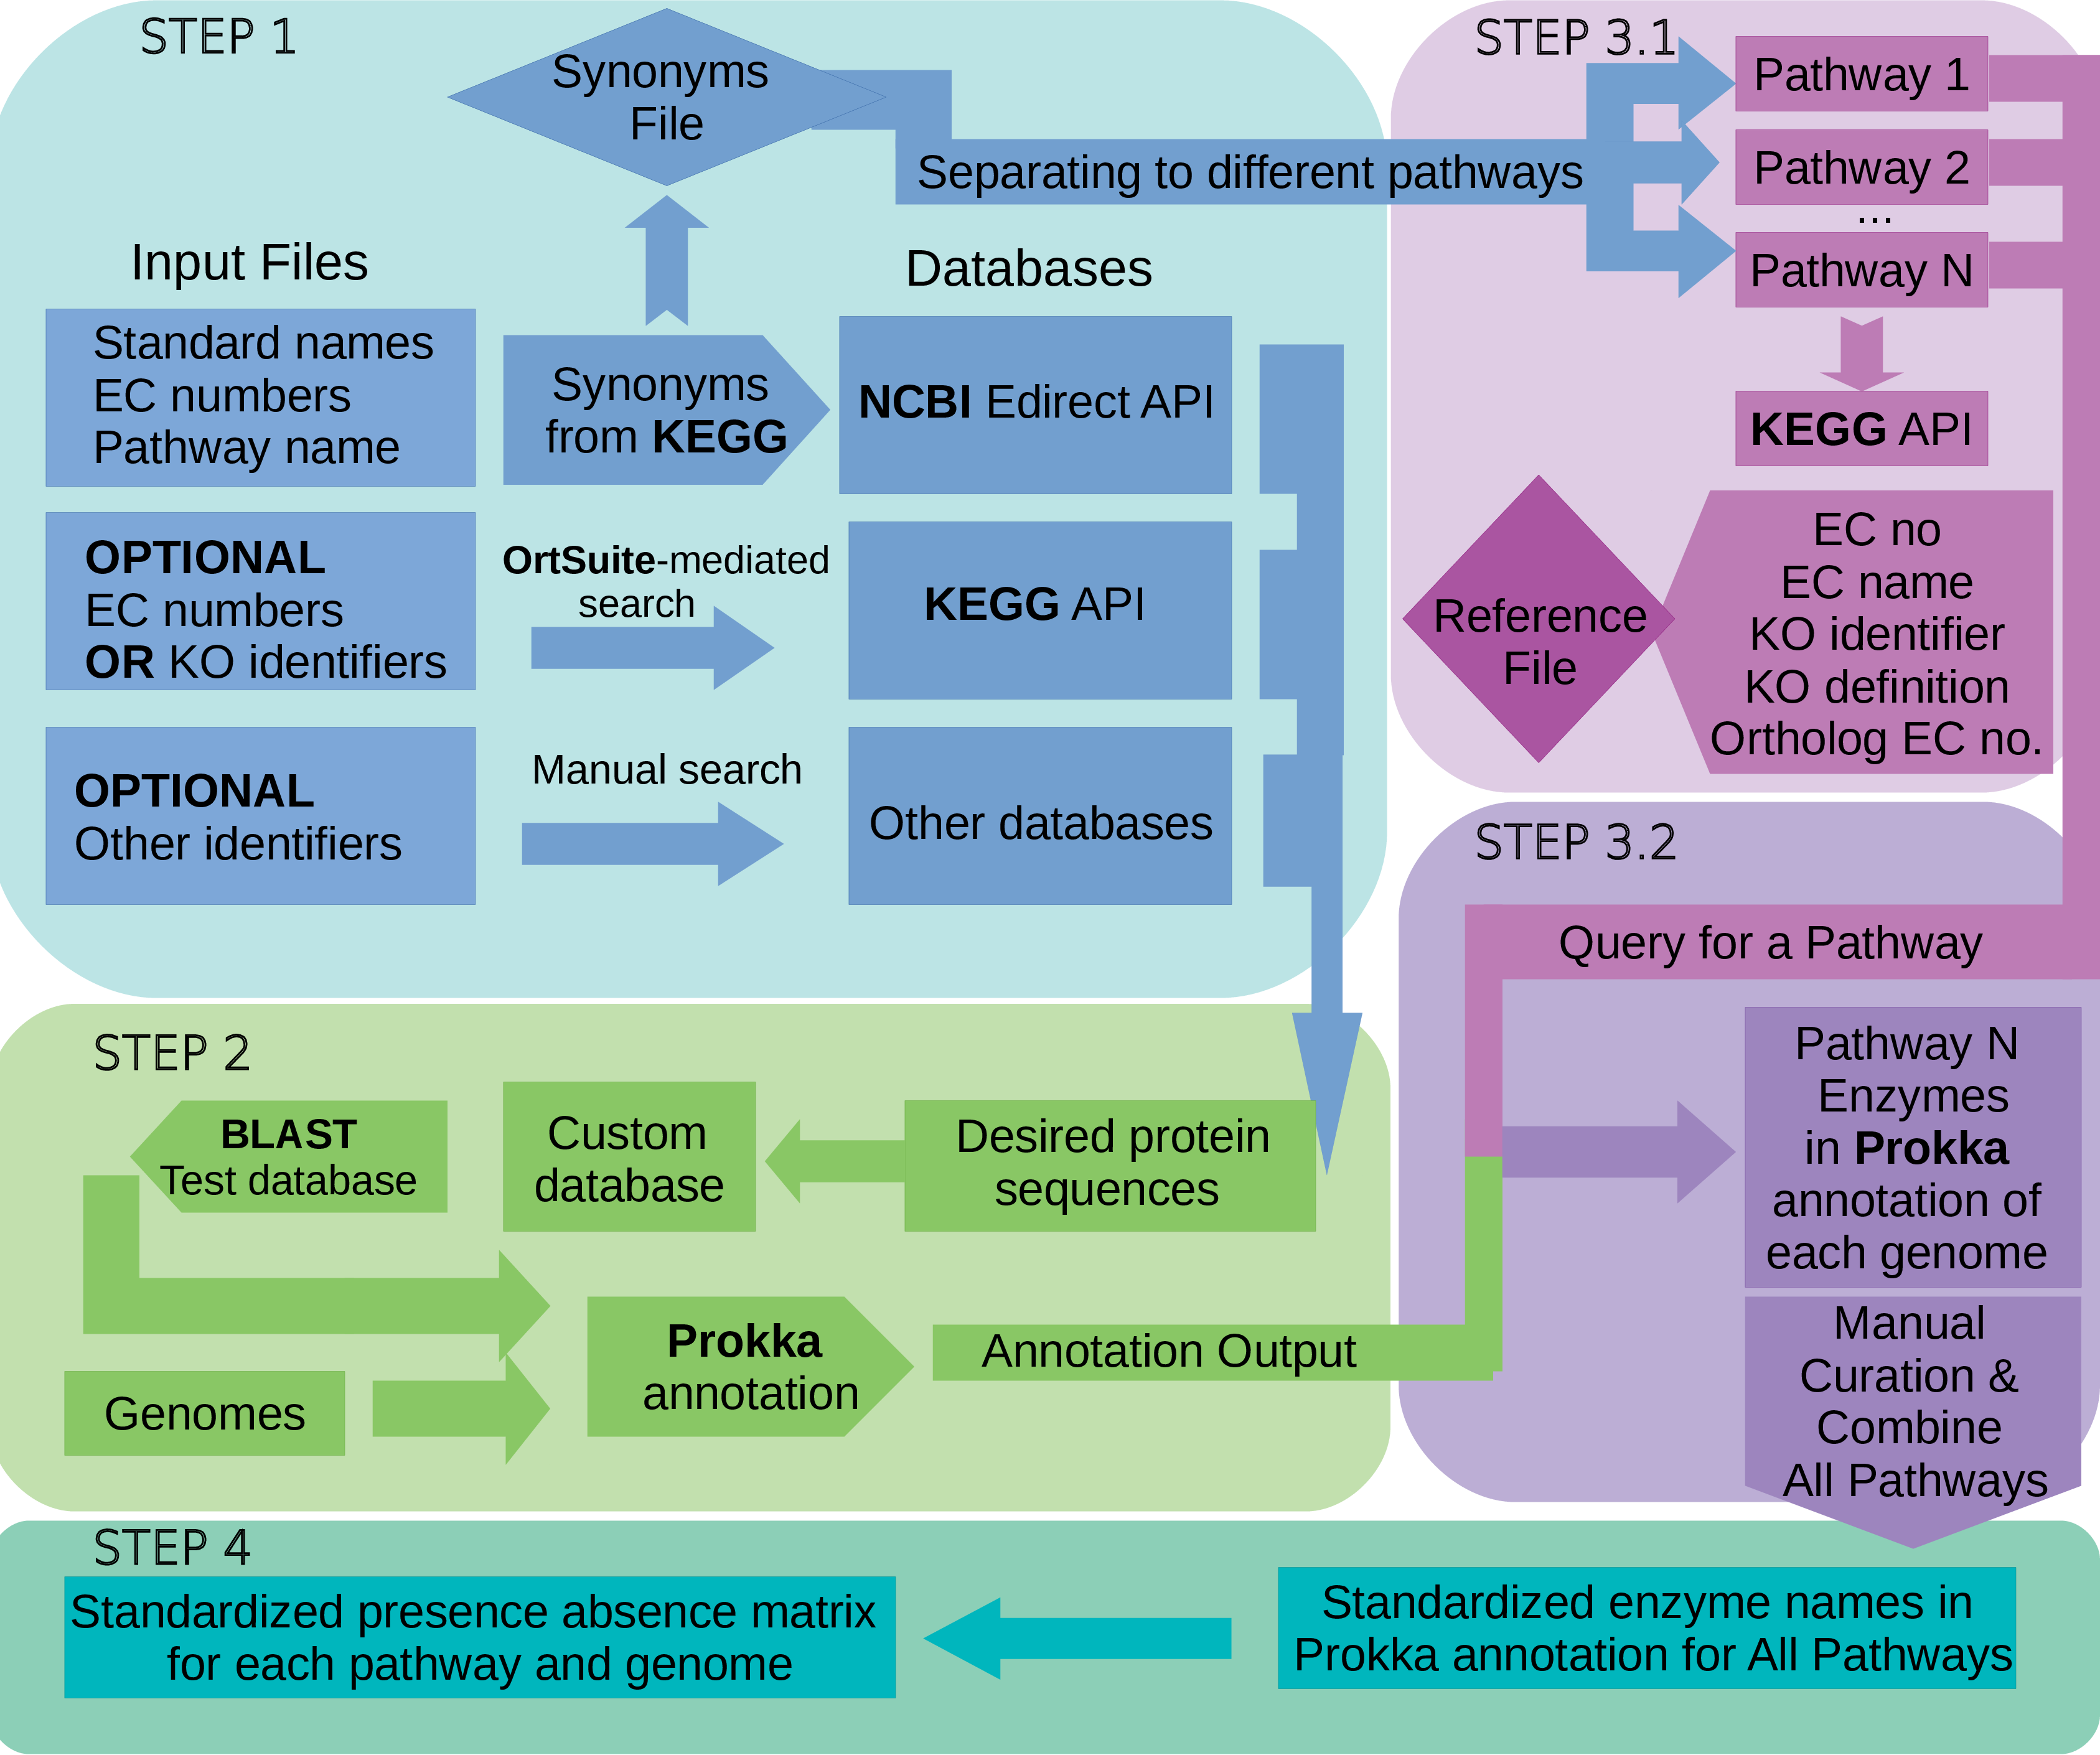 STEP 1
Synonyms
File
Separating to different pathways
Input Files
Databases
Standard names
EC numbers
Pathway name
Synonyms
from KEGG
NCBI Edirect API
OPTIONAL
EC numbers
OR KO identifiers
OrtSuite-mediated
search
KEGG API
OPTIONAL
Other identifiers
Manual search
Other databases
STEP 3.1
Pathway 1
Pathway 2
...
Pathway N
KEGG API
Reference
File
EC no
EC name
KO identifier
KO definition
Ortholog EC no.
STEP 2
BLAST
Test database
Custom
database
Desired protein
sequences
Genomes
Prokka
annotation
Annotation Output
STEP 3.2
Query for a Pathway
Pathway N
Enzymes
in Prokka
annotation of
each genome
Manual
Curation &
Combine
All Pathways
STEP 4
Standardized presence absence matrix
for each pathway and genome
Standardized enzyme names in
Prokka annotation for All Pathways